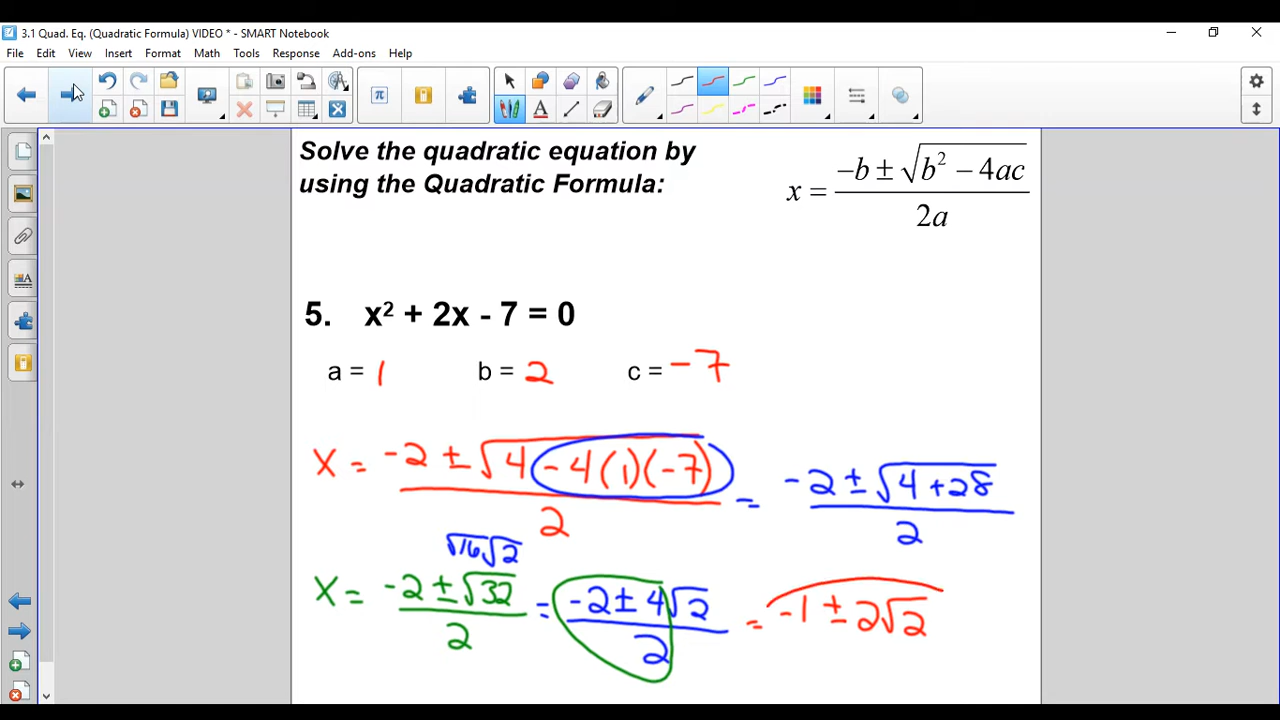 3.1 Quad. Eq. (Quadratic Formula) VIDEO * - SMART Notebook
File Edit View Insert Format Math Tools Response Add-ons Help
Solve the quadratic equation by
using the Quadratic Formula:
x = (-b ± √(b² - 4ac)) / 2a
5. x² + 2x - 7 = 0
a = 1 b = 2 c = -7
x = (-2 ± √(4 - 4(1)(-7))) / 2 = (-2 ± √(4 + 28)) / 2
√16 √2
x = (-2 ± √32) / 2 = (-2 ± 4√2) / 2 = -1 ± 2√2